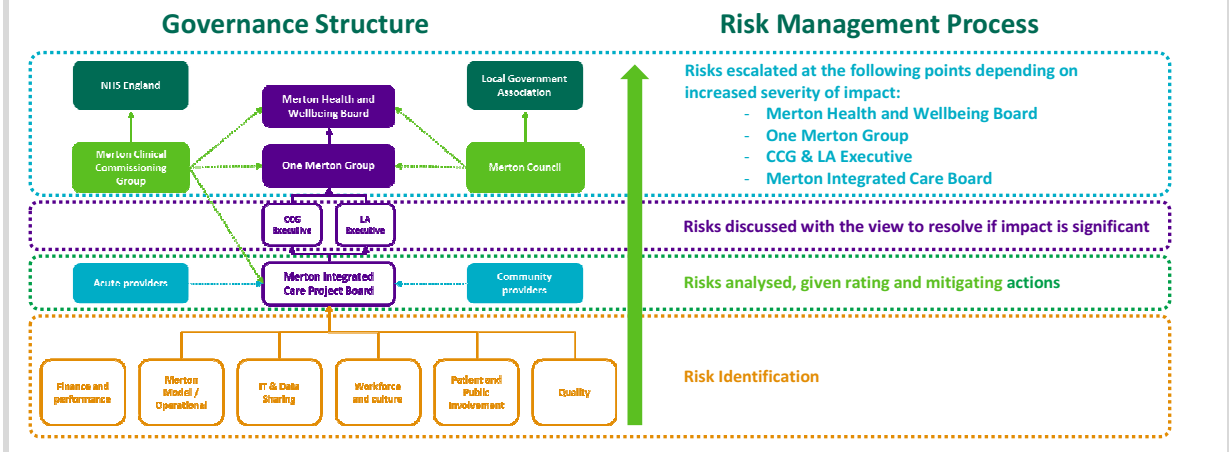 Governance Structure
Risk Management Process
NHS England
Local Government
Association
Merton Health and
Wellbeing Board
Merton Clinical
Commissioning
Group
One Merton Group
Merton Council
Risks escalated at the following points depending on
increased severity of impact:
- Merton Health and Wellbeing Board
- One Merton Group
- CCG & LA Executive
- Merton Integrated Care Board
CCG
Executive
LA
Executive
Risks discussed with the view to resolve if impact is significant
Acute providers
Merton Integrated
Care Project Board
Community
providers
Risks analysed, given rating and mitigating actions
Finance and
performance
Merton
Model /
Operational
IT & Data
Sharing
Workforce
and culture
Patient and
Public
Involvement
Quality
Risk Identification